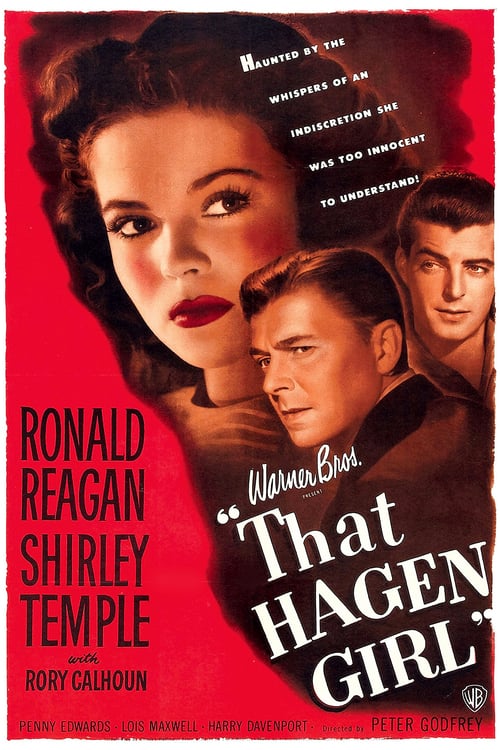 HAUNTED BY THE
WHISPERS OF AN
INDISCRETION SHE
WAS TOO INNOCENT
TO UNDERSTAND!
RONALD
REAGAN
SHIRLEY
TEMPLE
with
RORY CALHOUN
Warner Bros.
PRESENT
"That
HAGEN
GIRL"
WB
PENNY EDWARDS · LOIS MAXWELL · HARRY DAVENPORT · Directed by PETER GODFREY